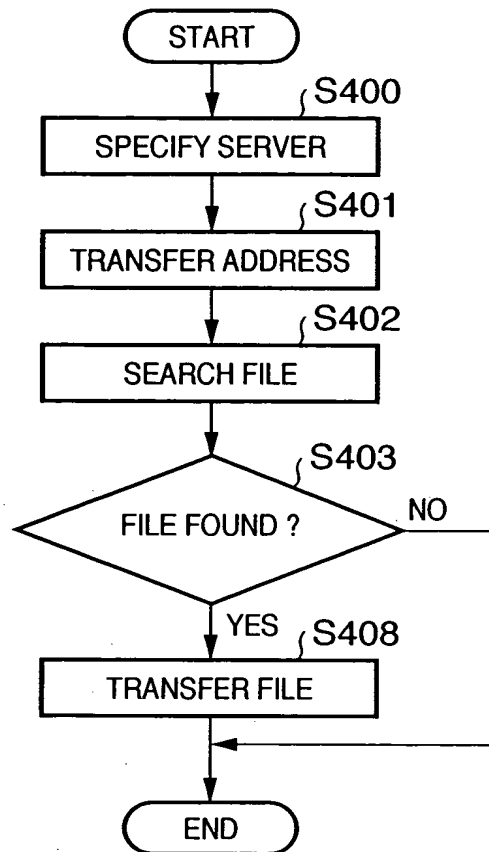 START
S400
SPECIFY SERVER
S401
TRANSFER ADDRESS
S402
SEARCH FILE
S403
FILE FOUND ?
NO
YES
S408
TRANSFER FILE
END